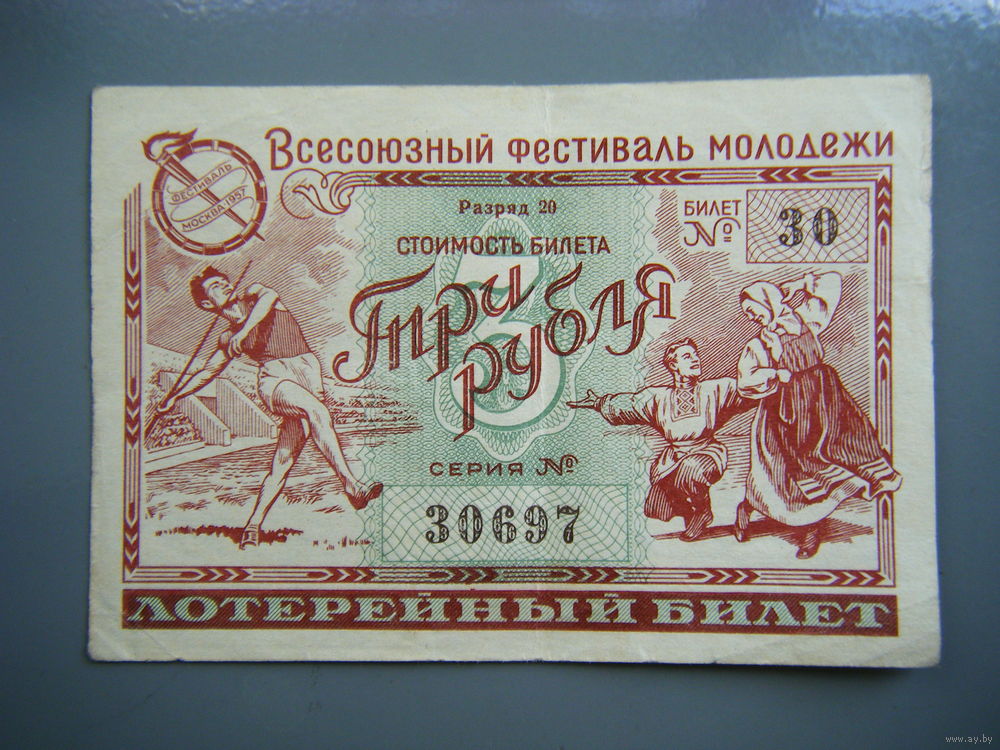 Всесоюзный фестиваль молодежи
ФЕСТИВАЛЬ
МОСКВА·1957
Разряд 20
СТОИМОСТЬ БИЛЕТА
3
Три рубля
БИЛЕТ
№
30
СЕРИЯ №
30697
ЛОТЕРЕЙНЫЙ БИЛЕТ
www.ay.by